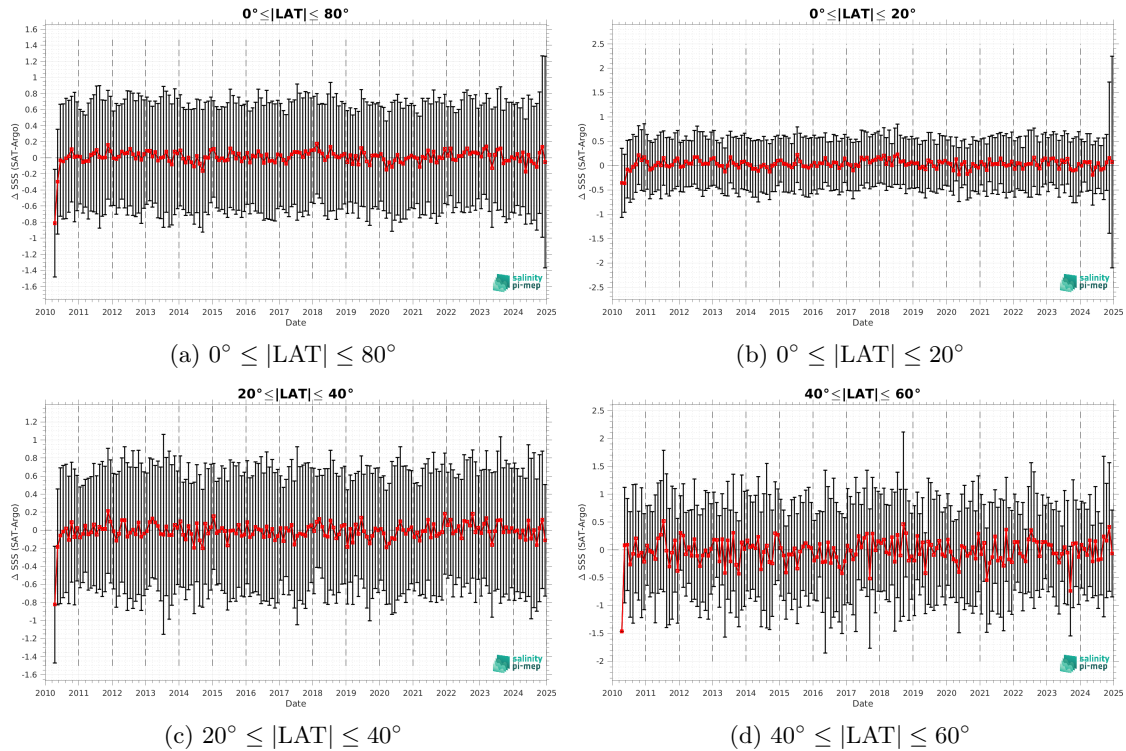 0°≤|LAT|≤ 80°
1.6
1.4
1.2
1
0.8
0.6
0.4
0.2
0
-0.2
-0.4
-0.6
-0.8
-1
-1.2
-1.4
-1.6
Δ SSS (SAT-Argo)
salinity
pi-mep
2010 2011 2012 2013 2014 2015 2016 2017 2018 2019 2020 2021 2022 2023 2024 2025
Date
(a) 0° ≤ |LAT| ≤ 80°
0°≤|LAT|≤ 20°
2.5
2
1.5
1
0.5
0
-0.5
-1
-1.5
-2
-2.5
Δ SSS (SAT-Argo)
salinity
pi-mep
2010 2011 2012 2013 2014 2015 2016 2017 2018 2019 2020 2021 2022 2023 2024 2025
Date
(b) 0° ≤ |LAT| ≤ 20°
20°≤|LAT|≤ 40°
1.2
1
0.8
0.6
0.4
0.2
0
-0.2
-0.4
-0.6
-0.8
-1
-1.2
-1.4
-1.6
Δ SSS (SAT-Argo)
salinity
pi-mep
2010 2011 2012 2013 2014 2015 2016 2017 2018 2019 2020 2021 2022 2023 2024 2025
Date
(c) 20° ≤ |LAT| ≤ 40°
40°≤|LAT|≤ 60°
2.5
2
1.5
1
0.5
0
-0.5
-1
-1.5
-2
Δ SSS (SAT-Argo)
salinity
pi-mep
2010 2011 2012 2013 2014 2015 2016 2017 2018 2019 2020 2021 2022 2023 2024 2025
Date
(d) 40° ≤ |LAT| ≤ 60°